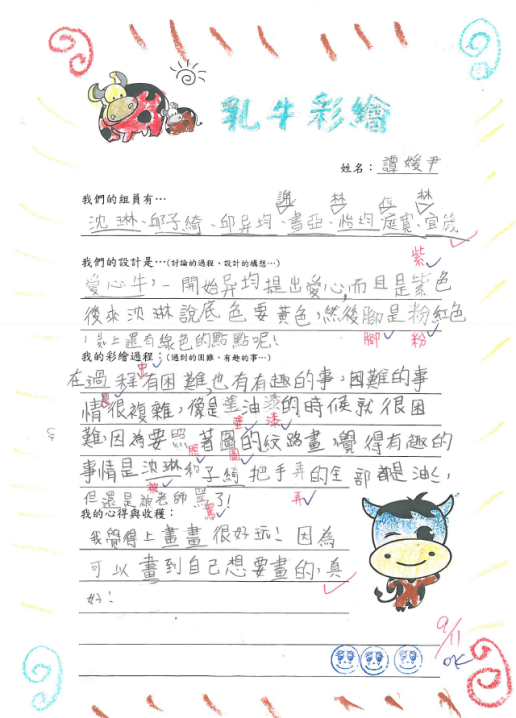 乳牛彩繪
姓名：譚媛尹
我們的組員有…
謝 林 伍 林
沈琳、邱子綺、邱异均、書亞、怡均、庭寬、宜筬
我們的設計是…(討論的過程、設計的構想…)
紫
愛心牛，一開始异均提出愛心，而且是紫色
後來沈琳說底色要黃色，然後腳是粉紅色
，身上還有綠色的點點呢！
腳 粉
我的彩繪過程：(遇到的困難、有趣的事…)
在過程中有困難，也有有趣的事，困難的事
情很複雜，像是塗油漆的時候就很困
塗 漆
難，因為要照著圖的紋路畫，覺得有趣的
照 圖
事情是沈琳和子綺把手弄的全部都是油，
被
但還是被老師罵了！
罵 弄
我的心得與收穫：
我覺得上畫畫很好玩！因為
可以畫到自己想要畫的，真
好！
9/11
OK